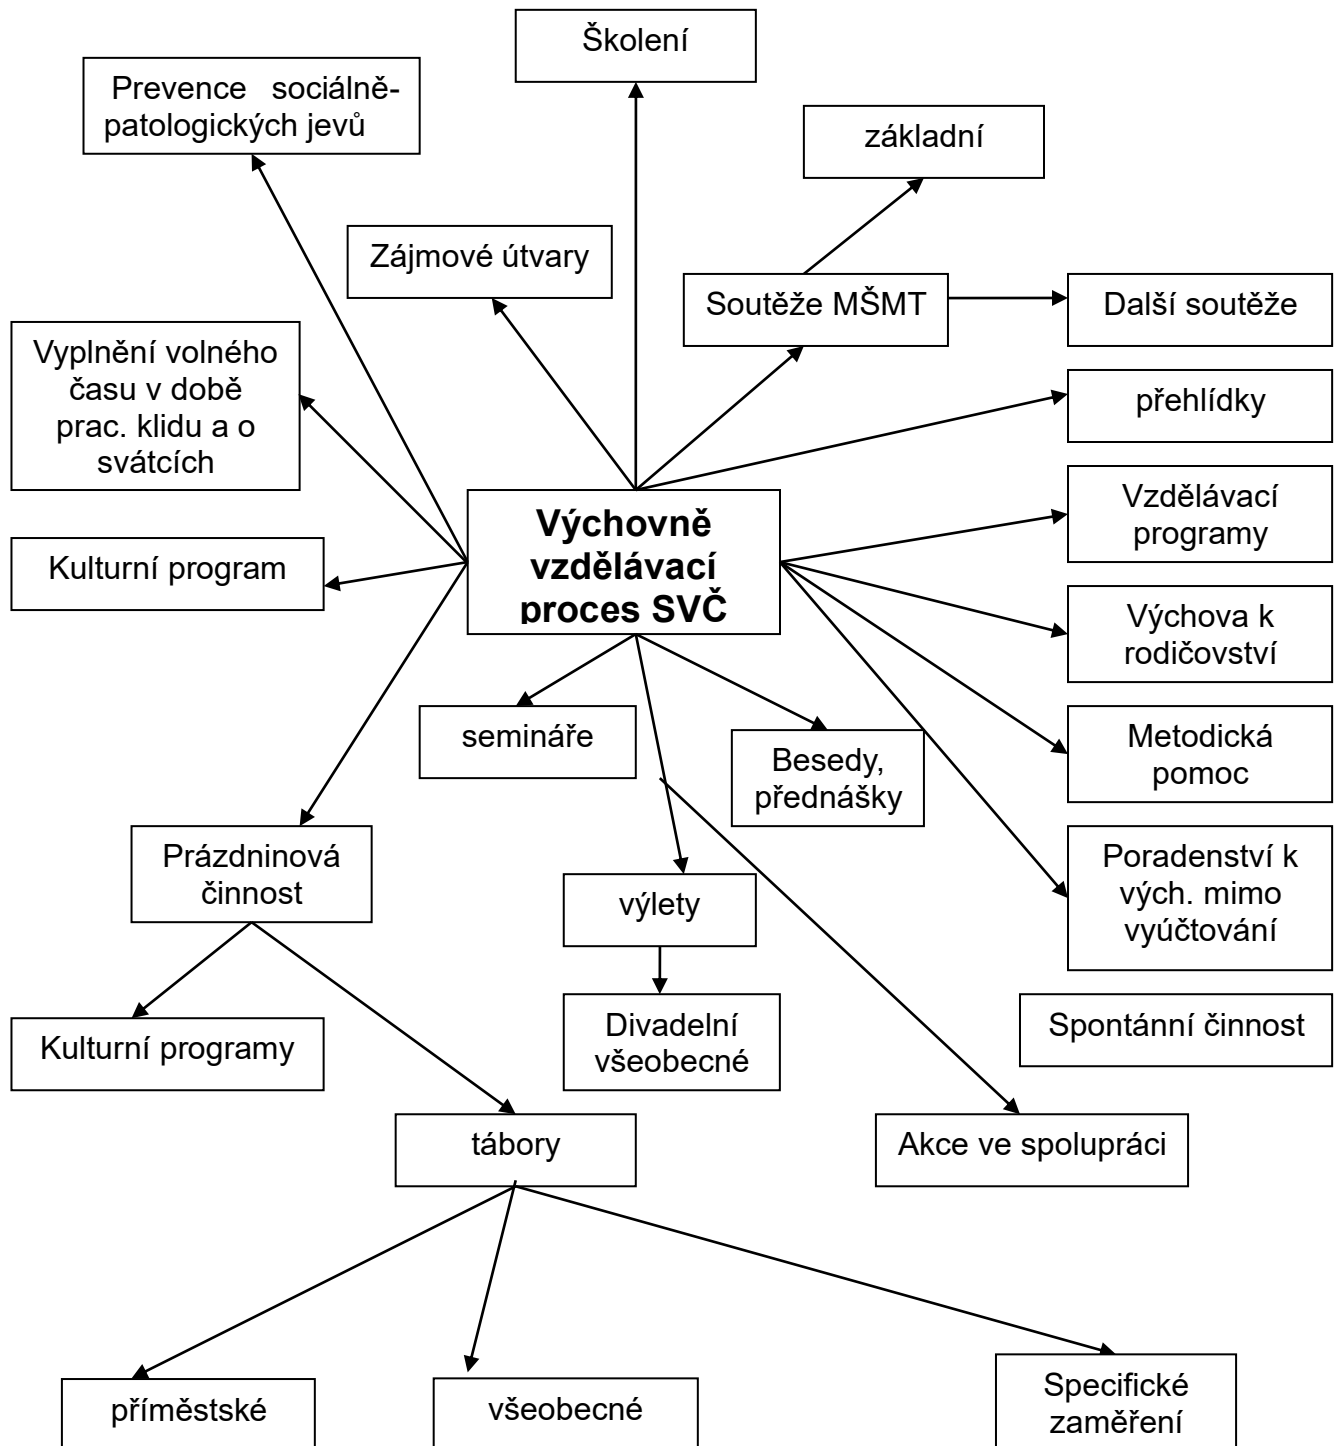 Školení
Prevence sociálně-
patologických jevů
základní
Zájmové útvary
Soutěže MŠMT
Další soutěže
Vyplnění volného
času v době
prac. klidu a o
svátcích
přehlídky
Vzdělávací
programy
Výchovně
vzdělávací
proces SVČ
Kulturní program
Výchova k
rodičovství
semináře
Besedy,
přednášky
Metodická
pomoc
Prázdninová
činnost
výlety
Poradenství k
vých. mimo
vyúčtování
Kulturní programy
Divadelní
všeobecné
Spontánní činnost
tábory
Akce ve spolupráci
příměstské
všeobecné
Specifické
zaměření